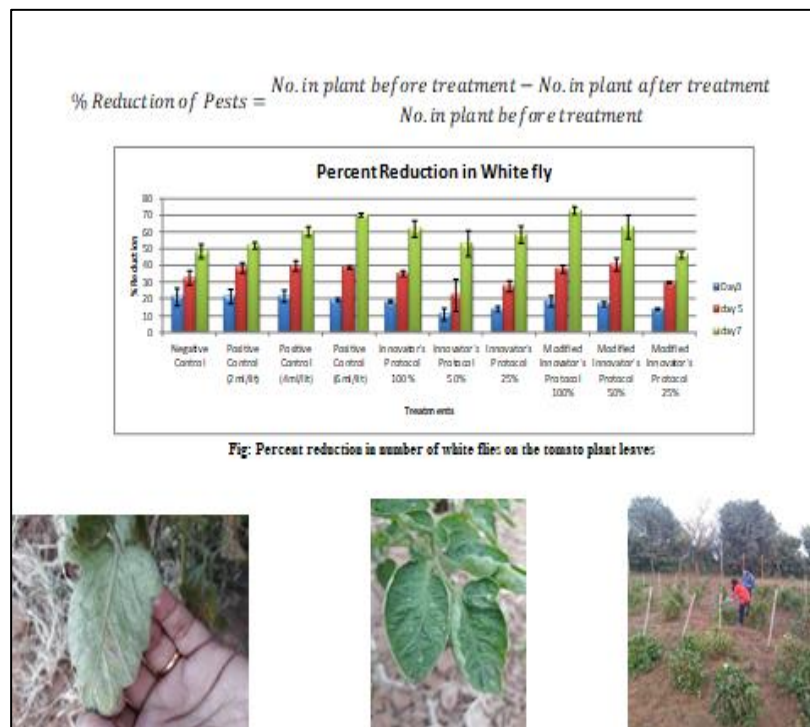 % Reduction of Pests = No. in plant before treatment − No. in plant after treatment
No. in plant before treatment
Percent Reduction in White fly
80
70
60
50
40
30
20
10
0
% Reduction
Day3
day 5
day7
Negative Control
Positive Control (2 ml/lit)
Positive Control (4ml/lit)
Positive Control (6 ml/lit)
Innovator's Protocol 100%
Innovator's Protocol 50%
Innovator's Protocol 25%
Modified Innovator's Protocol 100%
Modified Innovator's Protocol 50%
Modified Innovator's Protocol 25%
Treatments
Fig: Percent reduction in number of white flies on the tomato plant leaves